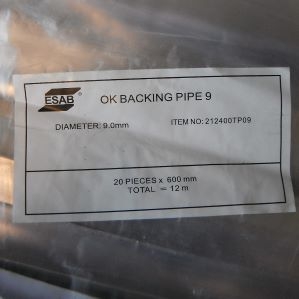 ESAB
OK BACKING PIPE 9
DIAMETER: 9.0mm ITEM NO: 212400TP09
20 PIECES x 600 mm
TOTAL = 12 m